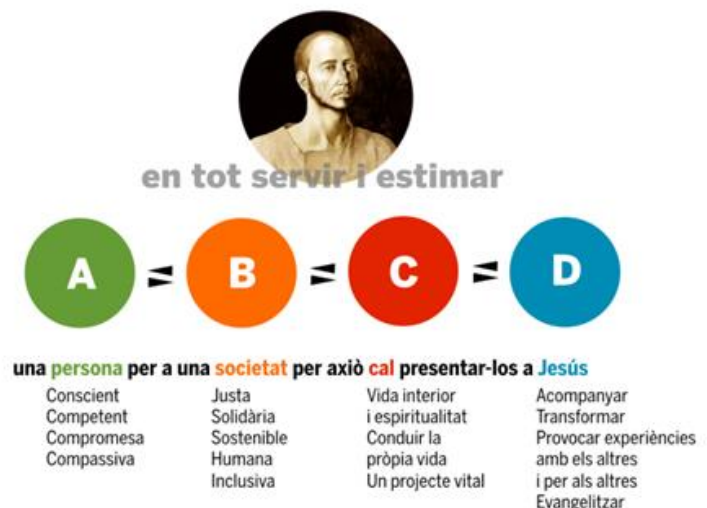 en tot servir i estimar
A B C D
una persona per a una societat per axiò cal presentar-los a Jesús
Conscient
Competent
Compromesa
Compassiva
Justa
Solidària
Sostenible
Humana
Inclusiva
Vida interior
i espiritualitat
Conduir la
pròpia vida
Un projecte vital
Acompanyar
Transformar
Provocar experiències
amb els altres
i per als altres
Evangelitzar